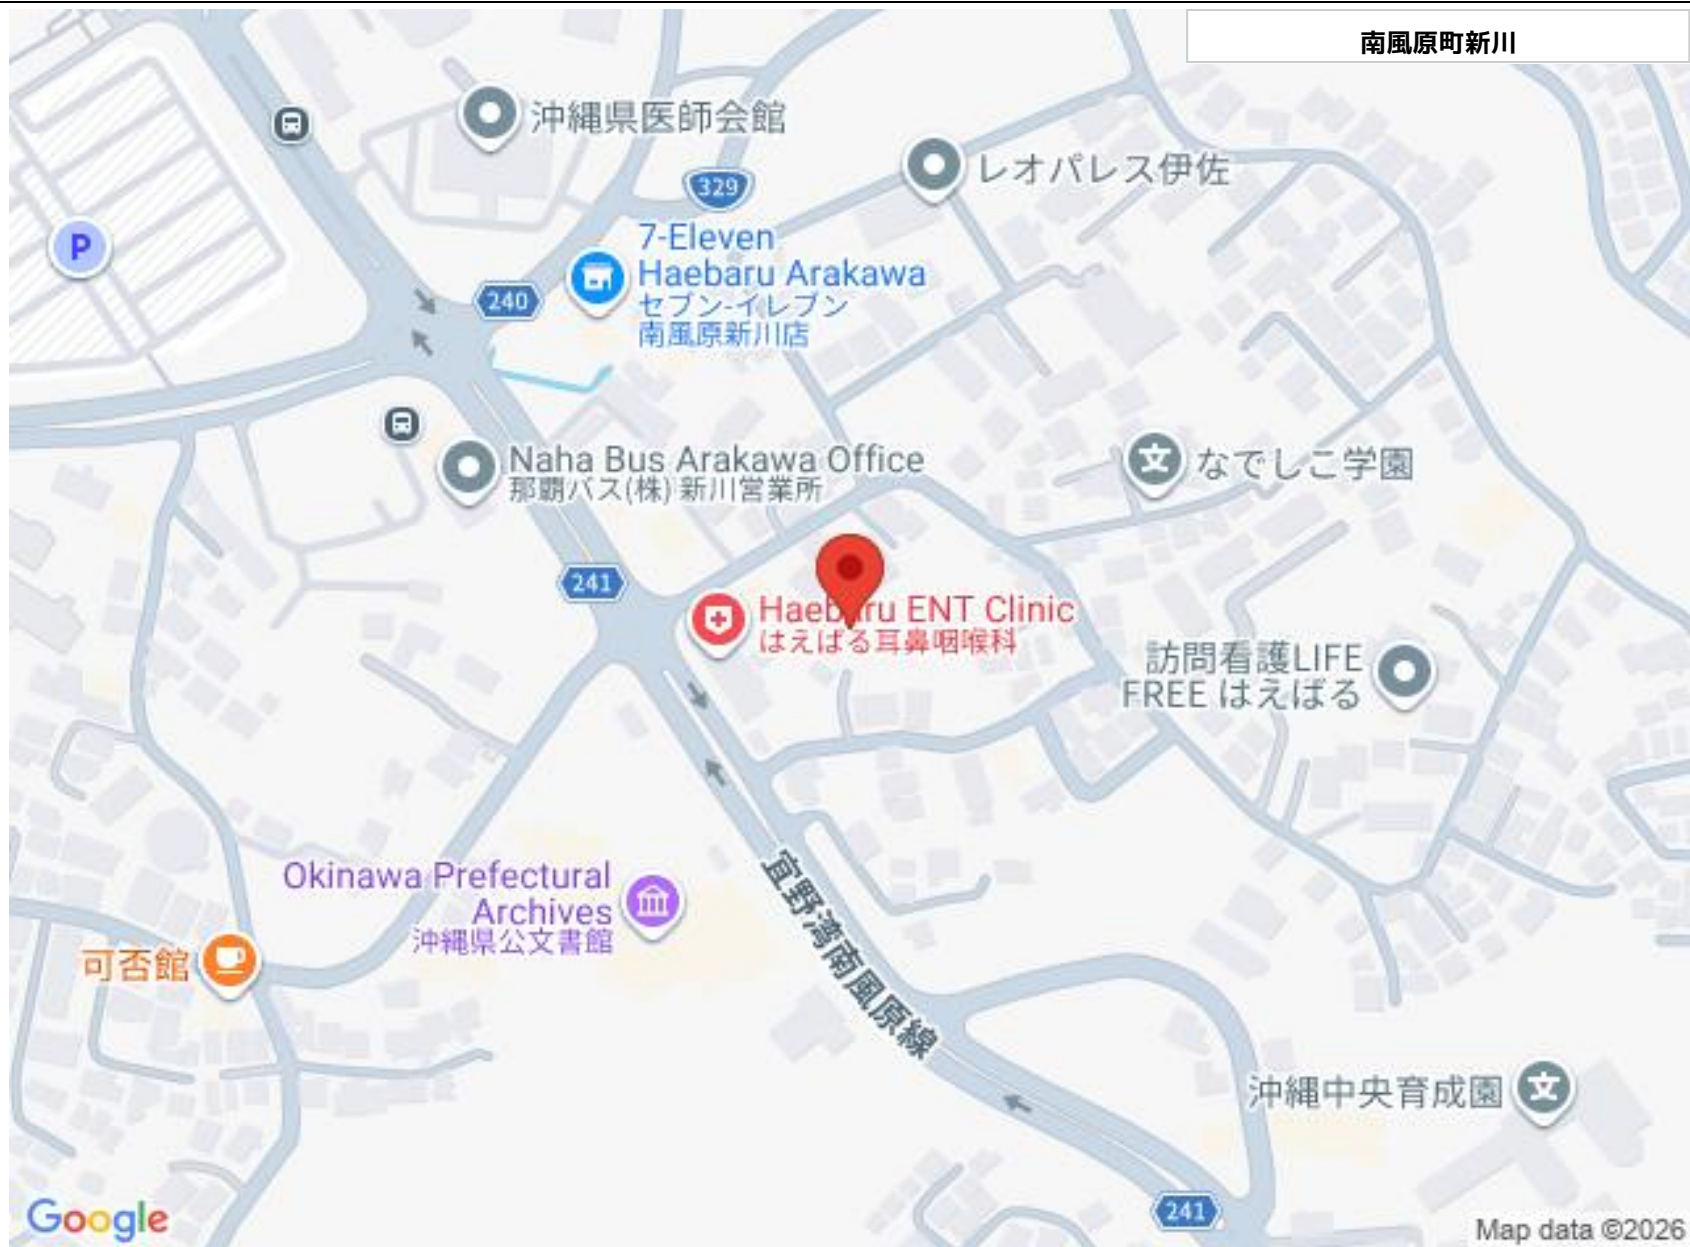 南風原町新川
沖縄県医師会館
レオパレス伊佐
329
P
7-Eleven
Haebaru Arakawa
セブン-イレブン
南風原新川店
240
Naha Bus Arakawa Office
那覇バス(株) 新川営業所
文
なでしこ学園
241
Haebaru ENT Clinic
はえばる耳鼻咽喉科
訪問看護LIFE
FREE はえばる
Okinawa Prefectural
Archives
沖縄県公文書館
宜野湾南風原線
可否館
沖縄中央育成園
文
241
Google
Map data ©2026